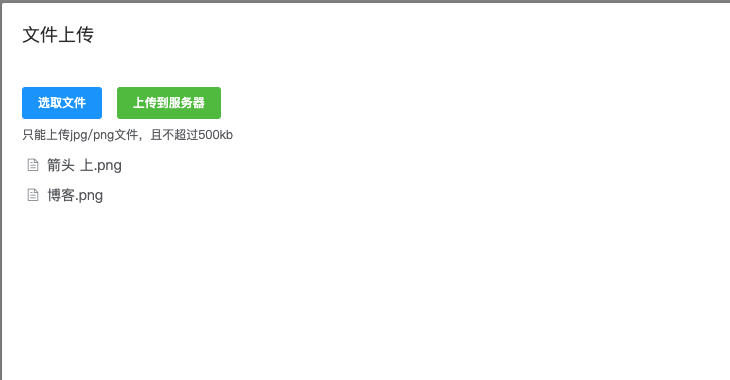 文件上传
选取文件 上传到服务器
只能上传jpg/png文件，且不超过500kb
箭头 上.png
博客.png